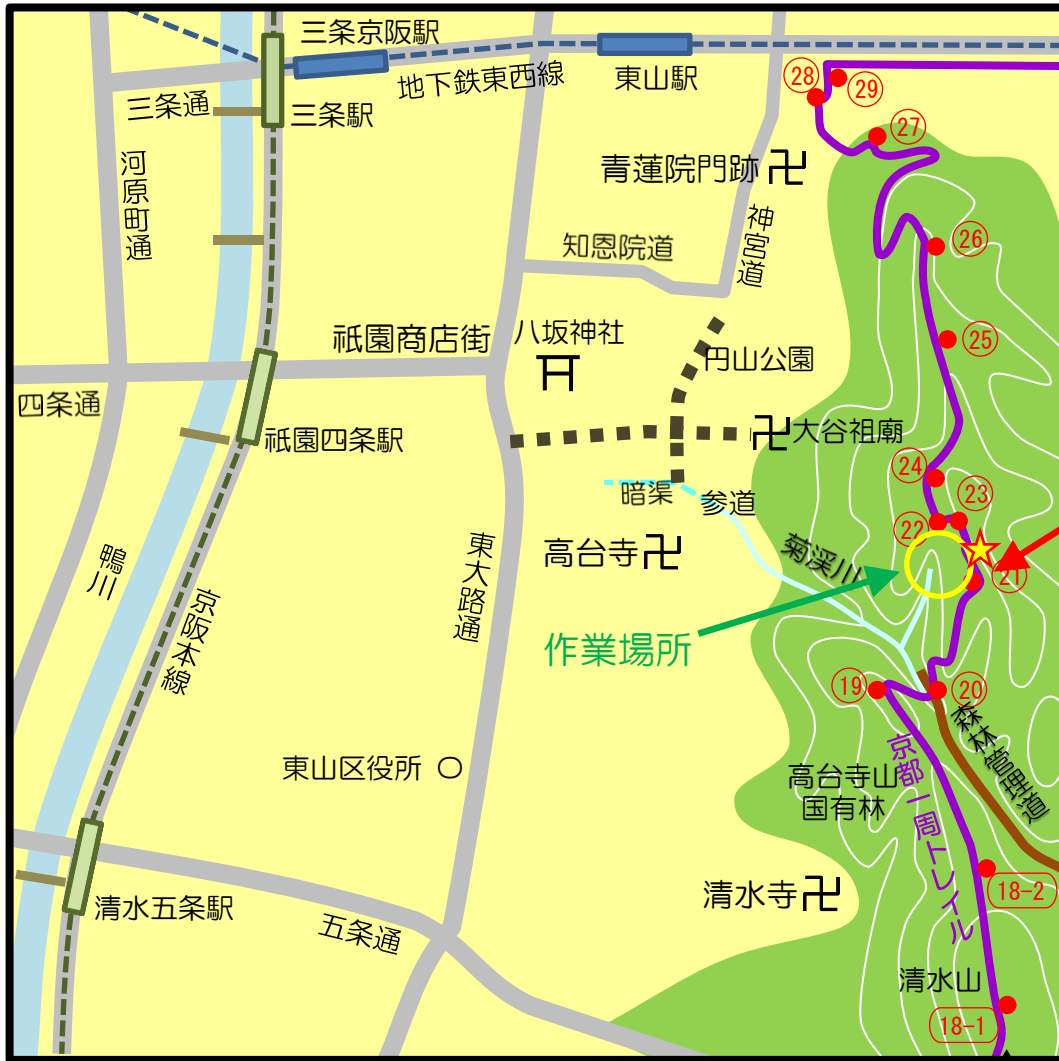 三条京阪駅
地下鉄東西線
東山駅
三条通
三条駅
河原町通
青蓮院門跡
神宮道
知恩院道
28
29
27
26
25
祇園商店街
八坂神社
円山公園
四条通
祇園四条駅
大谷祖廟
24
23
22
暗渠
参道
鴨川
京阪本線
東大路通
高台寺
菊渓川
21
作業場所
19
20
森林管理道
東山区役所
高台寺山
国有林
京都一周トレイル
清水五条駅
五条通
清水寺
18-2
清水山
18-1